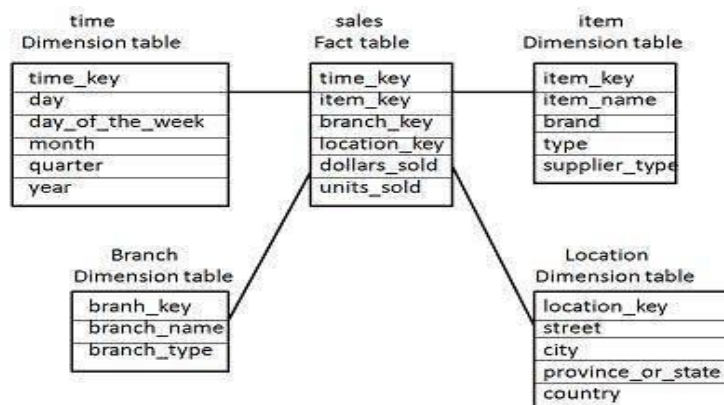 time
Dimension table
time_key
day
day_of_the_week
month
quarter
year
sales
Fact table
time_key
item_key
branch_key
location_key
dollars_sold
units_sold
item
Dimension table
item_key
item_name
brand
type
supplier_type
Branch
Dimension table
branh_key
branch_name
branch_type
Location
Dimension table
location_key
street
city
province_or_state
country